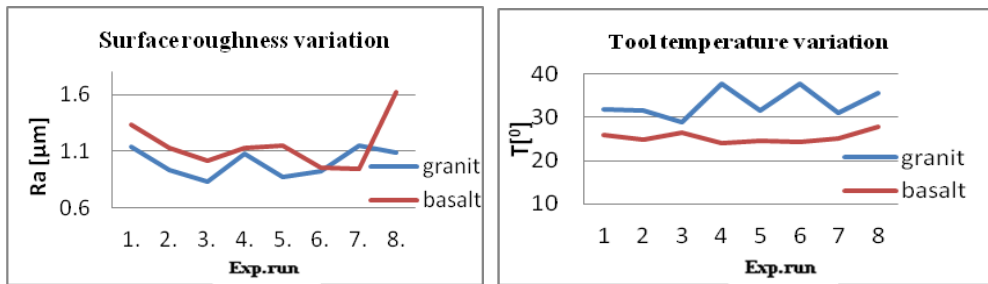 Surface roughness variation
1.6
1.1
0.6
Ra [µm]
1. 2. 3. 4. 5. 6. 7. 8.
Exp.run
granit
basalt
Tool temperature variation
40
30
20
10
T[⁰]
1 2 3 4 5 6 7 8
Exp.run
granit
basalt